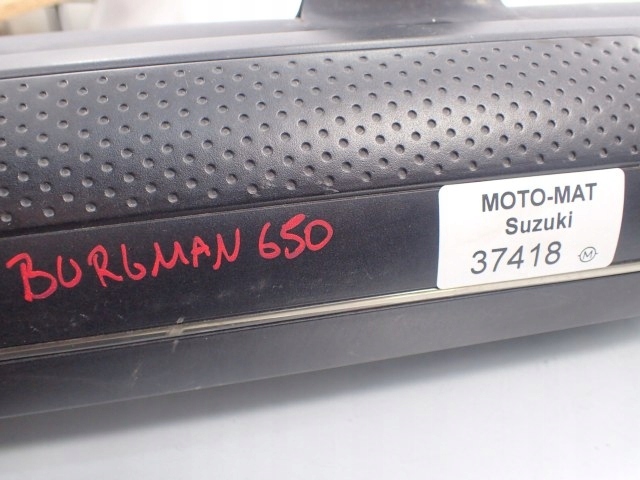 BURGMAN 650
MOTO-MAT
Suzuki
37418 M